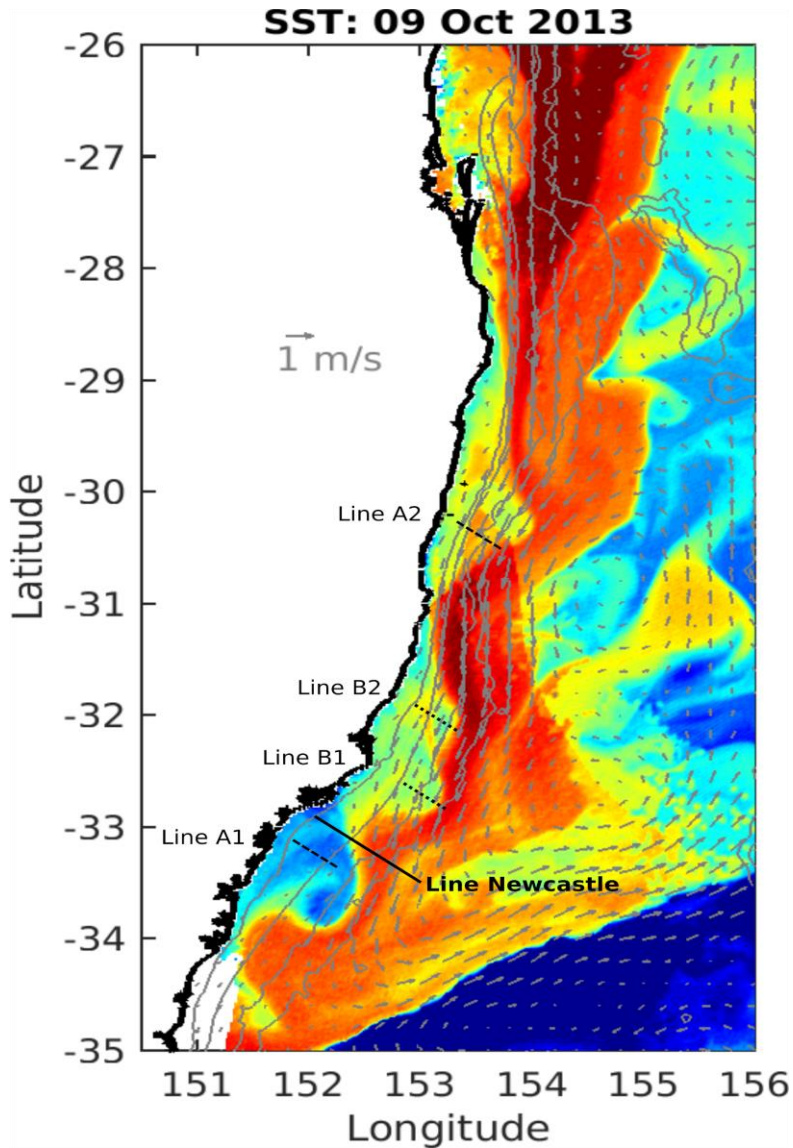 SST: 09 Oct 2013
-26
-27
-28
1 m/s
-29
-30
Line A2
Latitude
-31
Line B2
-32
Line B1
-33
Line A1
Line Newcastle
-34
-35
151 152 153 154 155 156
Longitude